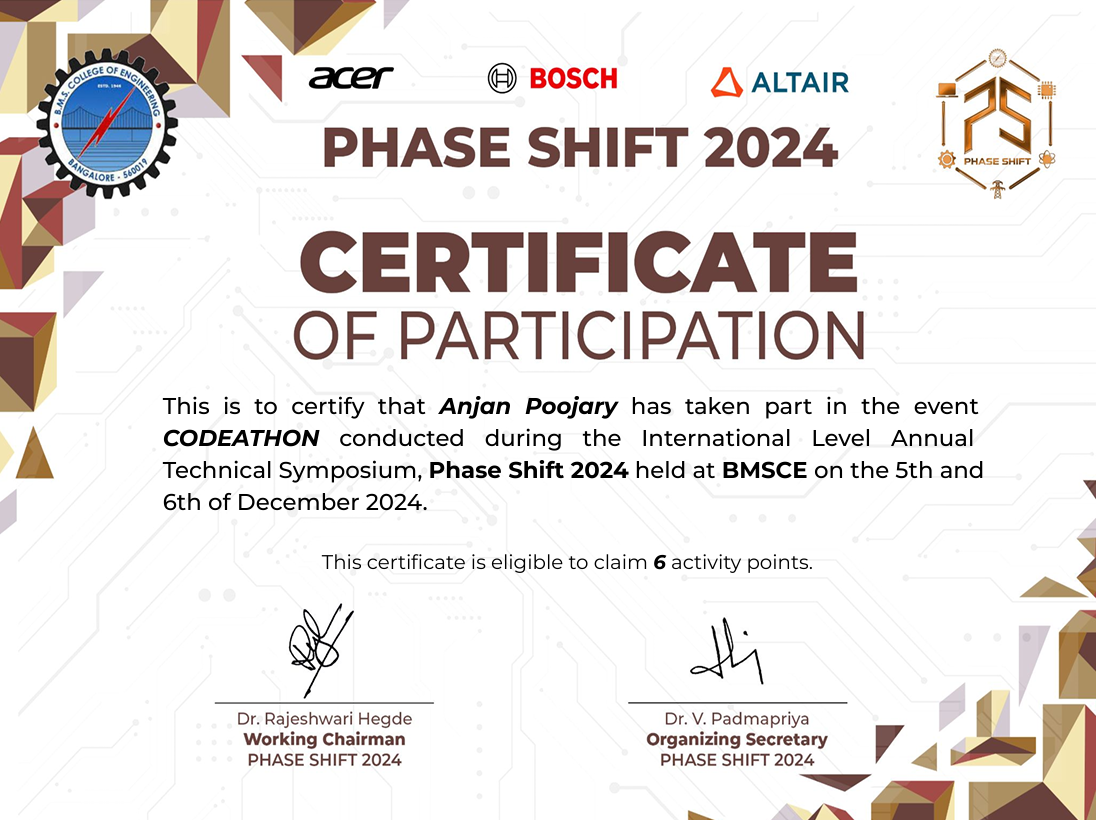 B.M.S. COLLEGE OF ENGINEERING
ESTD. 1946
BANGALORE - 560019
acer
BOSCH
ALTAIR
PS
PHASE SHIFT
PHASE SHIFT 2024
CERTIFICATE
OF PARTICIPATION
This is to certify that Anjan Poojary has taken part in the event
CODEATHON conducted during the International Level Annual
Technical Symposium, Phase Shift 2024 held at BMSCE on the 5th and
6th of December 2024.
This certificate is eligible to claim 6 activity points.
Dr. Rajeshwari Hegde
Working Chairman
PHASE SHIFT 2024
Dr. V. Padmapriya
Organizing Secretary
PHASE SHIFT 2024